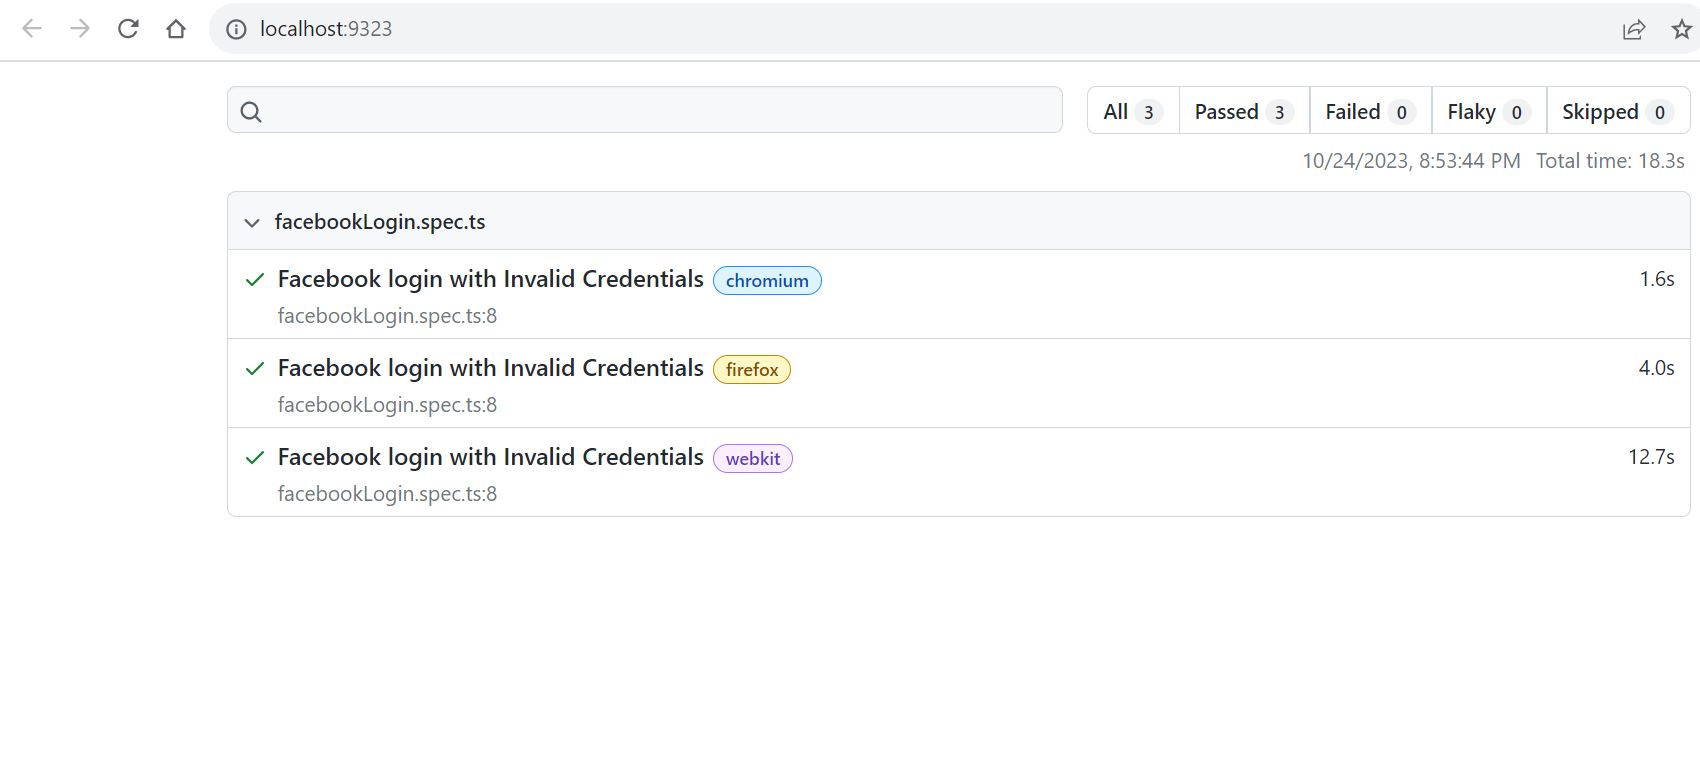 localhost:9323
All 3 Passed 3 Failed 0 Flaky 0 Skipped 0
10/24/2023, 8:53:44 PM Total time: 18.3s
facebookLogin.spec.ts
Facebook login with Invalid Credentials chromium 1.6s
facebookLogin.spec.ts:8
Facebook login with Invalid Credentials firefox 4.0s
facebookLogin.spec.ts:8
Facebook login with Invalid Credentials webkit 12.7s
facebookLogin.spec.ts:8